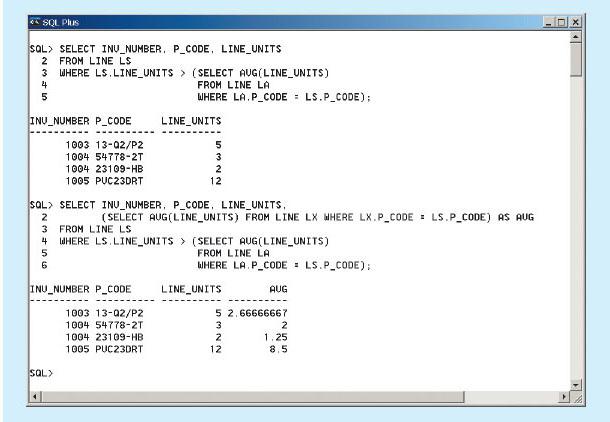 SQL Plus
SQL> SELECT INV_NUMBER, P_CODE, LINE_UNITS
2 FROM LINE LS
3 WHERE LS.LINE_UNITS > (SELECT AVG(LINE_UNITS)
4 FROM LINE LA
5 WHERE LA.P_CODE = LS.P_CODE);
INV_NUMBER P_CODE LINE_UNITS
---------- ---------- ----------
1003 13-Q2/P2 5
1004 54778-2T 3
1004 23109-HB 2
1005 PVC23DRT 12
SQL> SELECT INV_NUMBER, P_CODE, LINE_UNITS,
2 (SELECT AVG(LINE_UNITS) FROM LINE LX WHERE LX.P_CODE = LS.P_CODE) AS AVG
3 FROM LINE LS
4 WHERE LS.LINE_UNITS > (SELECT AVG(LINE_UNITS)
5 FROM LINE LA
6 WHERE LA.P_CODE = LS.P_CODE);
INV_NUMBER P_CODE LINE_UNITS AVG
---------- ---------- ---------- ----------
1003 13-Q2/P2 5 2.66666667
1004 54778-2T 3 2
1004 23109-HB 2 1.25
1005 PVC23DRT 12 8.5
SQL>